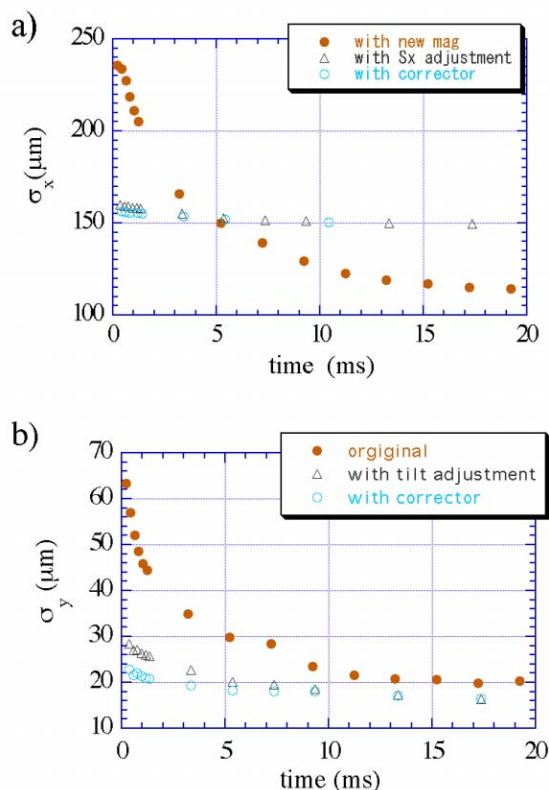 a)
250
200
150
100
σx(μm)
with new mag
with Sx adjustment
with corrector
0
5
10
15
20
time (ms)
b)
70
60
50
40
30
20
10
σy (μm)
orgiginal
with tilt adjustment
with corrector
0
5
10
15
20
time (ms)